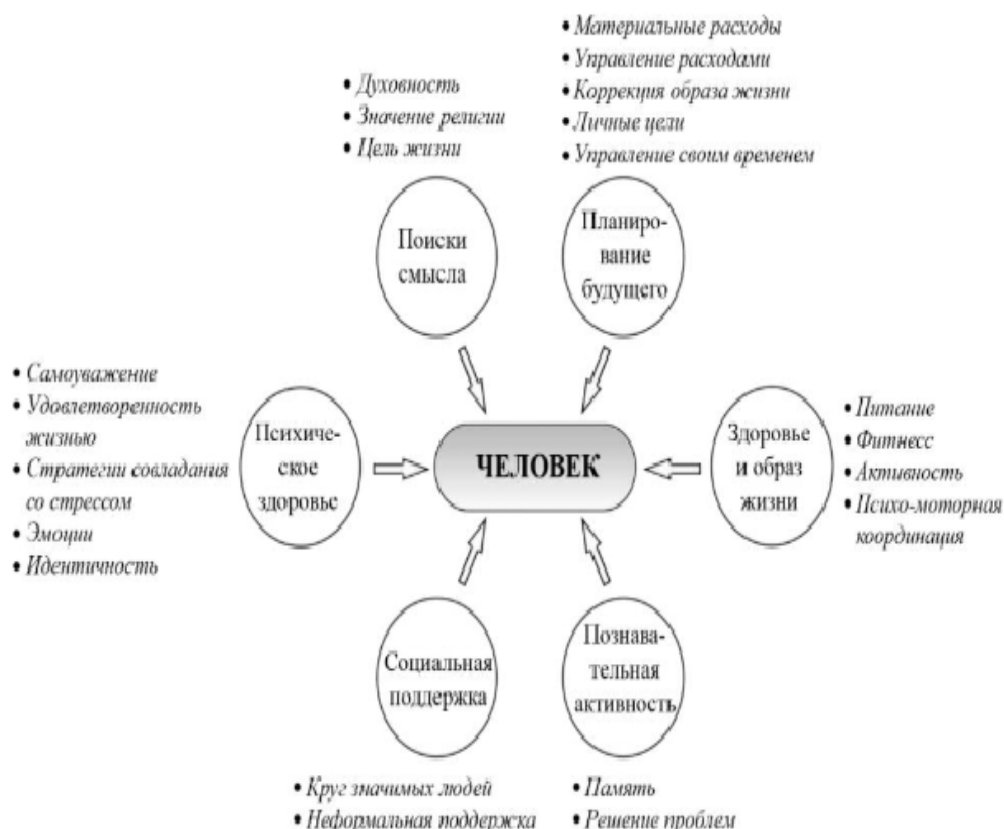 • Материальные расходы
• Управление расходами
• Коррекция образа жизни
• Личные цели
• Управление своим временем
• Духовность
• Значение религии
• Цель жизни
Поиски
смысла
Планиро-
вание
будущего
• Самоуважение
• Удовлетворенность
жизнью
• Стратегии совладания
со стрессом
• Эмоции
• Идентичность
Психиче-
ское
здоровье
ЧЕЛОВЕК
Здоровье
и образ
жизни
• Питание
• Фитнесс
• Активность
• Психо-моторная
координация
Социальная
поддержка
Познава-
тельная
активность
• Круг значимых людей
• Неформальная поддержка
• Память
• Решение проблем